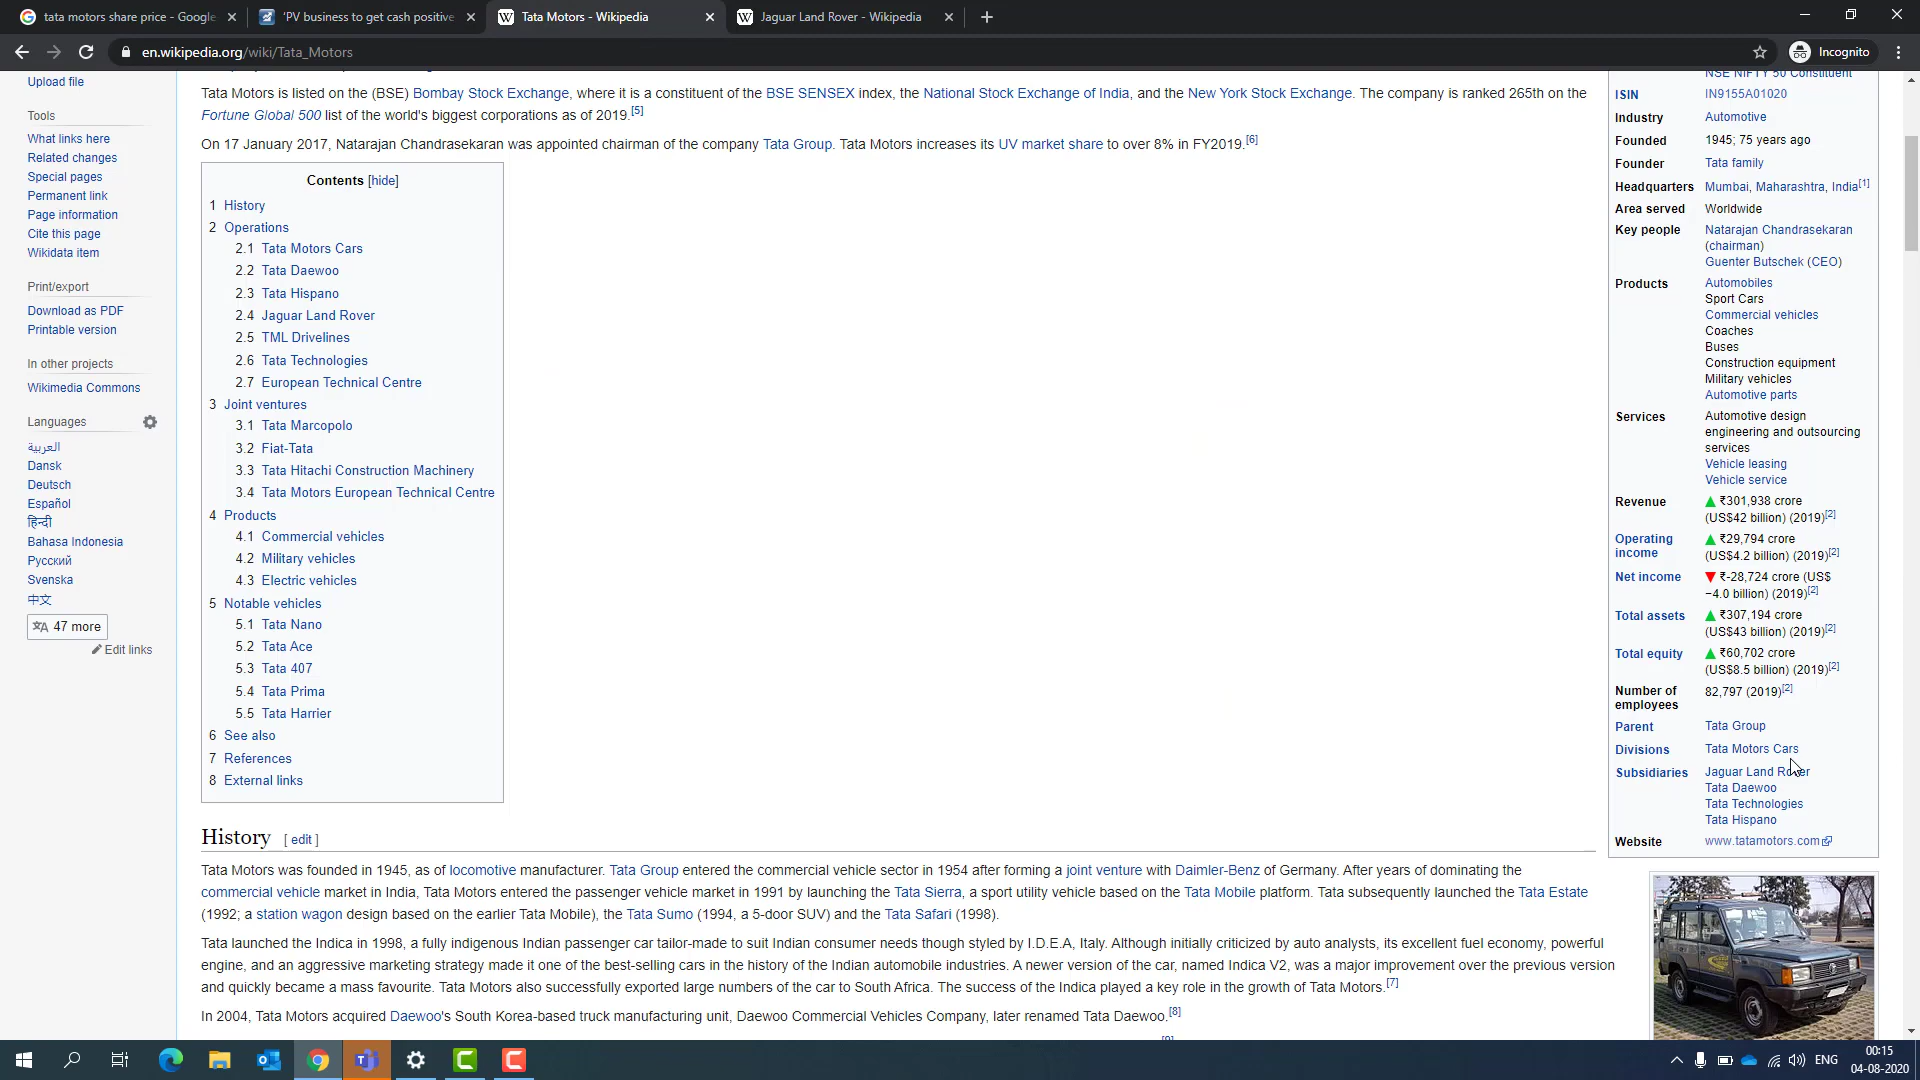 tata motors share price - Google
'PV business to get cash positive
Tata Motors - Wikipedia
Jaguar Land Rover - Wikipedia
en.wikipedia.org/wiki/Tata_Motors
Incognito
Upload file
Tools
What links here
Related changes
Special pages
Permanent link
Page information
Cite this page
Wikidata item
Print/export
Download as PDF
Printable version
In other projects
Wikimedia Commons
Languages
العربية
Dansk
Deutsch
Español
हिन्दी
Bahasa Indonesia
Русский
Svenska
中文
47 more
Edit links
Tata Motors is listed on the (BSE) Bombay Stock Exchange, where it is a constituent of the BSE SENSEX index, the National Stock Exchange of India, and the New York Stock Exchange. The company is ranked 265th on the
Fortune Global 500 list of the world's biggest corporations as of 2019.[5]
On 17 January 2017, Natarajan Chandrasekaran was appointed chairman of the company Tata Group. Tata Motors increases its UV market share to over 8% in FY2019.[6]
Contents [hide]
1 History
2 Operations
2.1 Tata Motors Cars
2.2 Tata Daewoo
2.3 Tata Hispano
2.4 Jaguar Land Rover
2.5 TML Drivelines
2.6 Tata Technologies
2.7 European Technical Centre
3 Joint ventures
3.1 Tata Marcopolo
3.2 Fiat-Tata
3.3 Tata Hitachi Construction Machinery
3.4 Tata Motors European Technical Centre
4 Products
4.1 Commercial vehicles
4.2 Military vehicles
4.3 Electric vehicles
5 Notable vehicles
5.1 Tata Nano
5.2 Tata Ace
5.3 Tata 407
5.4 Tata Prima
5.5 Tata Harrier
6 See also
7 References
8 External links
History [ edit ]
Tata Motors was founded in 1945, as of locomotive manufacturer. Tata Group entered the commercial vehicle sector in 1954 after forming a joint venture with Daimler-Benz of Germany. After years of dominating the
commercial vehicle market in India, Tata Motors entered the passenger vehicle market in 1991 by launching the Tata Sierra, a sport utility vehicle based on the Tata Mobile platform. Tata subsequently launched the Tata Estate
(1992; a station wagon design based on the earlier Tata Mobile), the Tata Sumo (1994, a 5-door SUV) and the Tata Safari (1998).
Tata launched the Indica in 1998, a fully indigenous Indian passenger car tailor-made to suit Indian consumer needs though styled by I.D.E.A, Italy. Although initially criticized by auto analysts, its excellent fuel economy, powerful
engine, and an aggressive marketing strategy made it one of the best-selling cars in the history of the Indian automobile industries. A newer version of the car, named Indica V2, was a major improvement over the previous version
and quickly became a mass favourite. Tata Motors also successfully exported large numbers of the car to South Africa. The success of the Indica played a key role in the growth of Tata Motors.[7]
In 2004, Tata Motors acquired Daewoo's South Korea-based truck manufacturing unit, Daewoo Commercial Vehicles Company, later renamed Tata Daewoo.[8]
NSE NIFTY 50 Constituent
ISIN IN9155A01020
Industry Automotive
Founded 1945; 75 years ago
Founder Tata family
Headquarters Mumbai, Maharashtra, India[1]
Area served Worldwide
Key people Natarajan Chandrasekaran
(chairman)
Guenter Butschek (CEO)
Products Automobiles
Sport Cars
Commercial vehicles
Coaches
Buses
Construction equipment
Military vehicles
Automotive parts
Services Automotive design
engineering and outsourcing
services
Vehicle leasing
Vehicle service
Revenue ▲ ₹301,938 crore
(US$42 billion) (2019)[2]
Operating income ▲ ₹29,794 crore
(US$4.2 billion) (2019)[2]
Net income ▼ ₹-28,724 crore (US$
−4.0 billion) (2019)[2]
Total assets ▲ ₹307,194 crore
(US$43 billion) (2019)[2]
Total equity ▲ ₹60,702 crore
(US$8.5 billion) (2019)[2]
Number of employees 82,797 (2019)[2]
Parent Tata Group
Divisions Tata Motors Cars
Subsidiaries Jaguar Land Rover
Tata Daewoo
Tata Technologies
Tata Hispano
Website www.tatamotors.com
ENG
00:15
04-08-2020